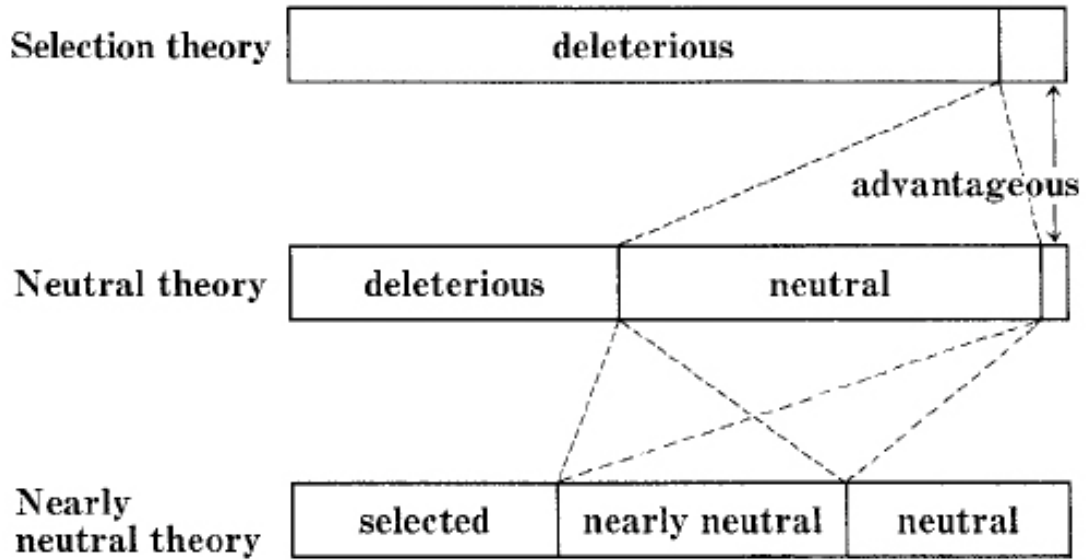 Selection theory
deleterious
advantageous
Neutral theory
deleterious
neutral
Nearly
neutral theory
selected
nearly neutral
neutral